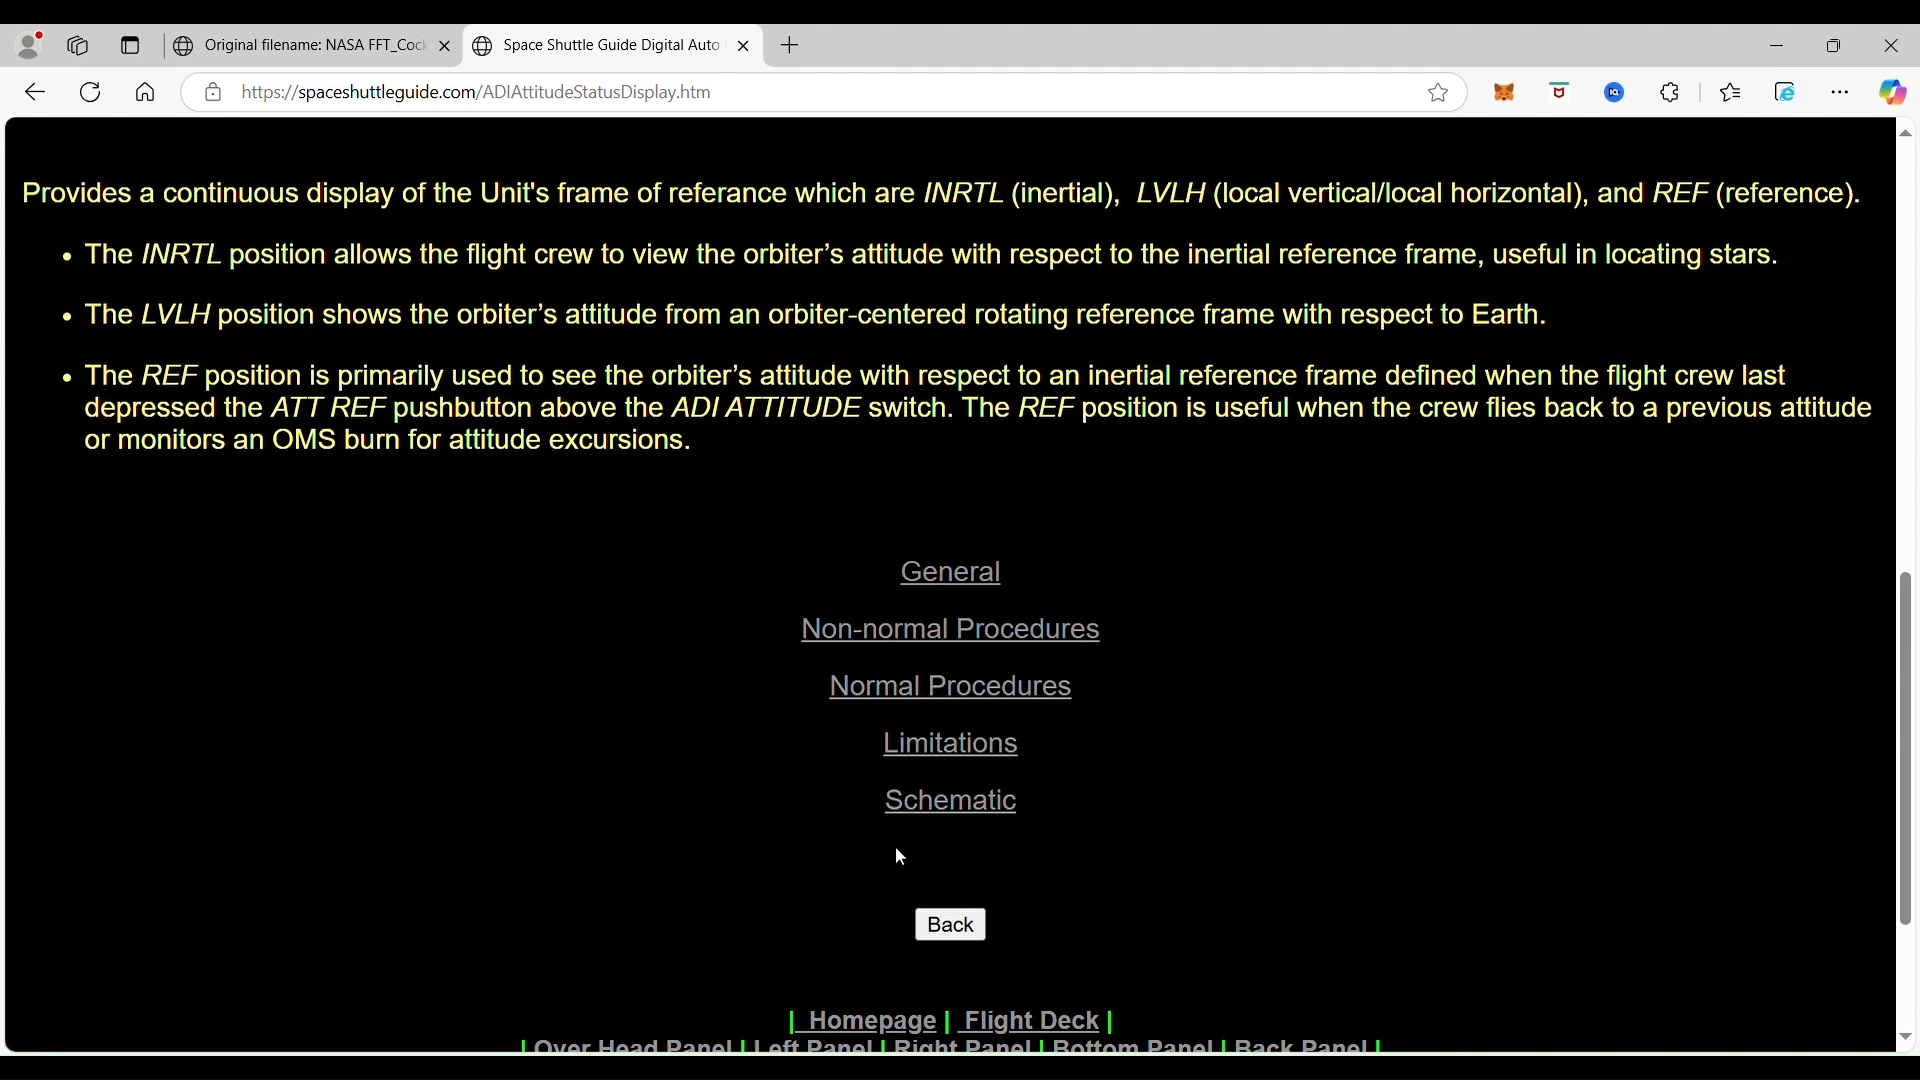 Original filename: NASA FFT_Cock
Space Shuttle Guide Digital Auto
https://spaceshuttleguide.com/ADIAttitudeStatusDisplay.htm
Provides a continuous display of the Unit's frame of referance which are INRTL (inertial), LVLH (local vertical/local horizontal), and REF (reference).
• The INRTL position allows the flight crew to view the orbiter’s attitude with respect to the inertial reference frame, useful in locating stars.
• The LVLH position shows the orbiter’s attitude from an orbiter-centered rotating reference frame with respect to Earth.
• The REF position is primarily used to see the orbiter’s attitude with respect to an inertial reference frame defined when the flight crew last
depressed the ATT REF pushbutton above the ADI ATTITUDE switch. The REF position is useful when the crew flies back to a previous attitude
or monitors an OMS burn for attitude excursions.
General
Non-normal Procedures
Normal Procedures
Limitations
Schematic
Back
| Homepage | Flight Deck |
| Over Head Panel | Left Panel | Right Panel | Bottom Panel | Back Panel |